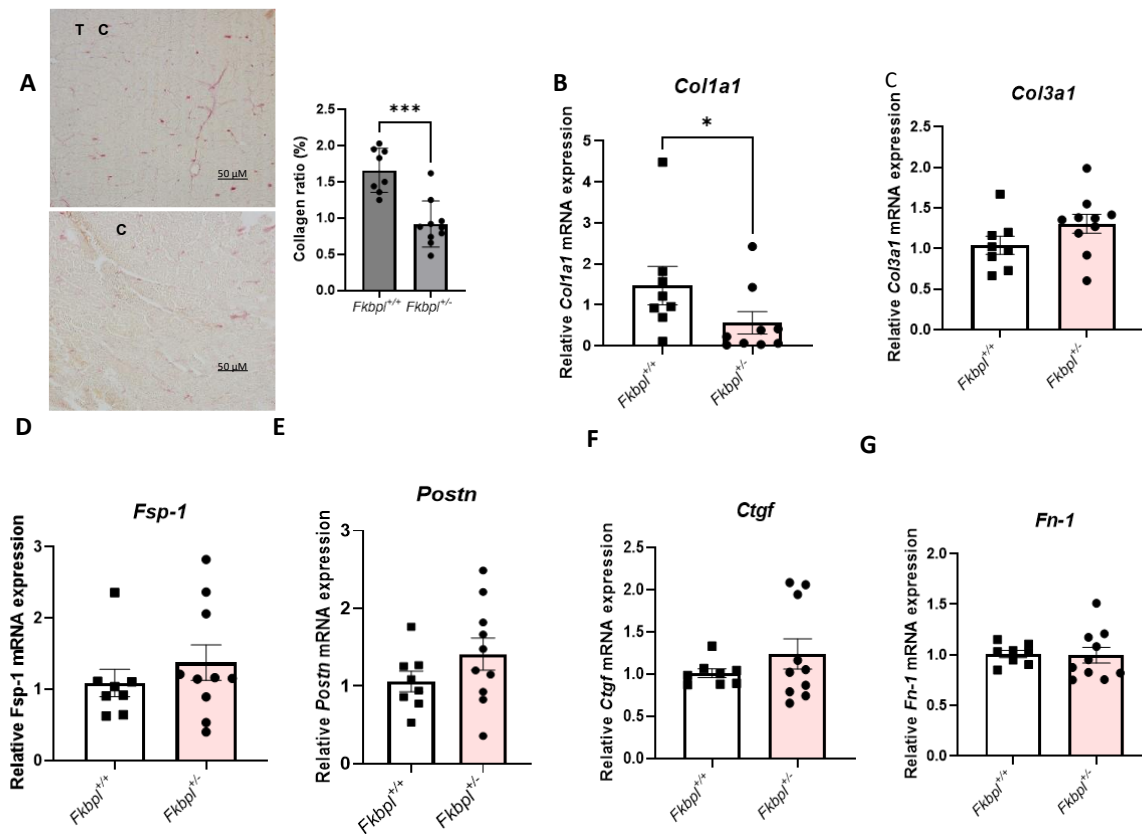 A
T C
50 μM
C
50 μM
Collagen ratio (%)
2.5
2.0
1.5
1.0
0.5
0.0
***
Fkbpl+/+ Fkbpl+/-
B
Col1a1
Relative Col1a1 mRNA expression
5
4
3
2
1
0
*
Fkbpl+/+
Fkbpl+/-
C
Col3a1
Relative Col3a1 mRNA expression
2.5
2.0
1.5
1.0
0.5
0.0
Fkbpl+/+
Fkbpl+/-
D
Fsp-1
Relative Fsp-1 mRNA expression
3
2
1
0
Fkbpl+/+
Fkbpl+/-
E
Postn
Relative Postn mRNA expression
3
2
1
0
Fkbpl+/+
Fkbpl+/-
F
Ctgf
Relative Ctgf mRNA expression
2.5
2.0
1.5
1.0
0.5
0.0
Fkbpl+/+
Fkbpl+/-
G
Fn-1
Relative Fn-1 mRNA expression
2.0
1.5
1.0
0.5
0.0
Fkbpl+/+
Fkbpl+/-